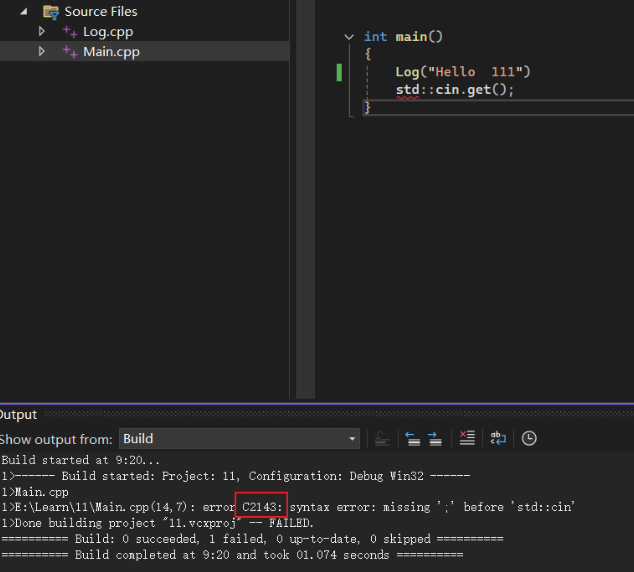 Source Files
Log.cpp
Main.cpp
int main()
{
Log("Hello  111")
std::cin.get();
}
Output
Show output from: Build
Build started at 9:20...
1>------ Build started: Project: 11, Configuration: Debug Win32 ------
1>Main.cpp
1>E:\Learn\11\Main.cpp(14,7): error C2143: syntax error: missing ';' before 'std::cin'
1>Done building project "11.vcxproj" -- FAILED.
========== Build: 0 succeeded, 1 failed, 0 up-to-date, 0 skipped ==========
========== Build completed at 9:20 and took 01.074 seconds ==========